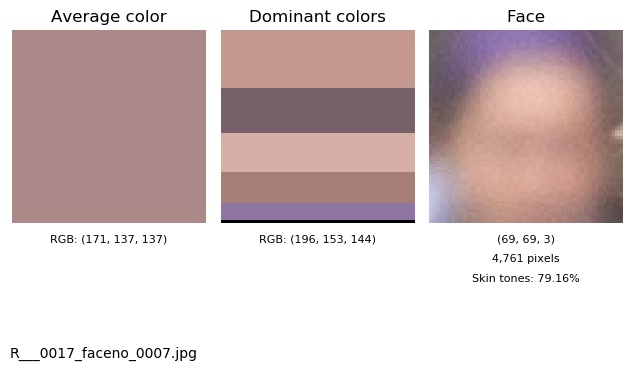 Average color
Dominant colors
Face
RGB: (171, 137, 137)
RGB: (196, 153, 144)
(69, 69, 3)
4,761 pixels
Skin tones: 79.16%
R___0017_faceno_0007.jpg